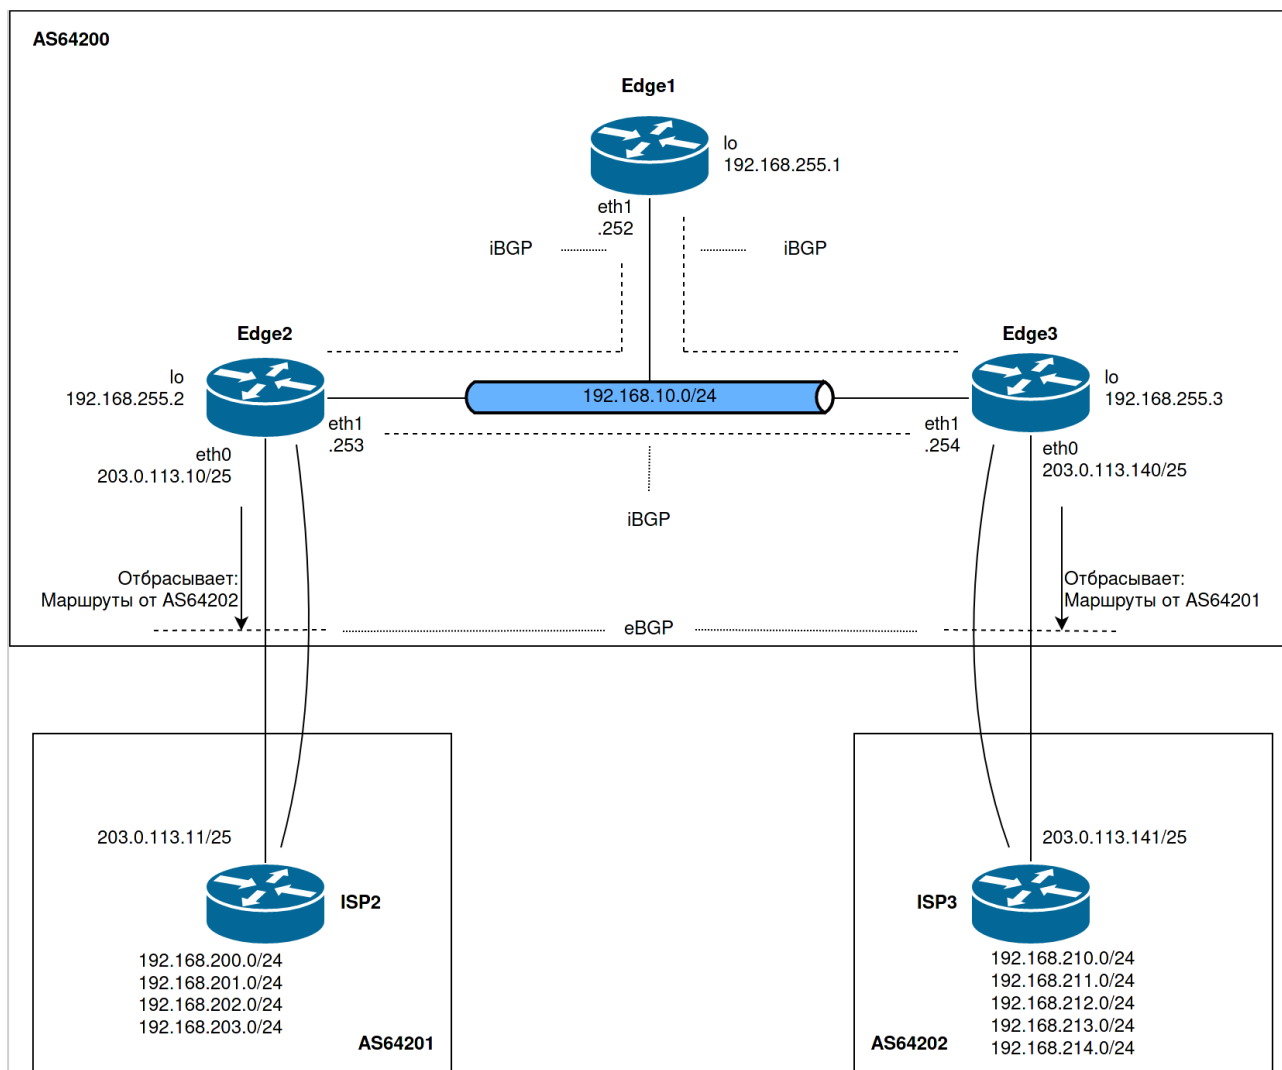 AS64200
Edge1
lo
192.168.255.1
eth1
.252
iBGP
iBGP
Edge2
Edge3
lo
192.168.255.2
192.168.10.0/24
lo
192.168.255.3
eth1
.253
eth1
.254
eth0
203.0.113.10/25
eth0
203.0.113.140/25
iBGP
Отбрасывает:
Маршруты от AS64202
Отбрасывает:
Маршруты от AS64201
eBGP
203.0.113.11/25
203.0.113.141/25
ISP2
ISP3
192.168.200.0/24
192.168.201.0/24
192.168.202.0/24
192.168.203.0/24
AS64201
192.168.210.0/24
192.168.211.0/24
192.168.212.0/24
192.168.213.0/24
192.168.214.0/24
AS64202